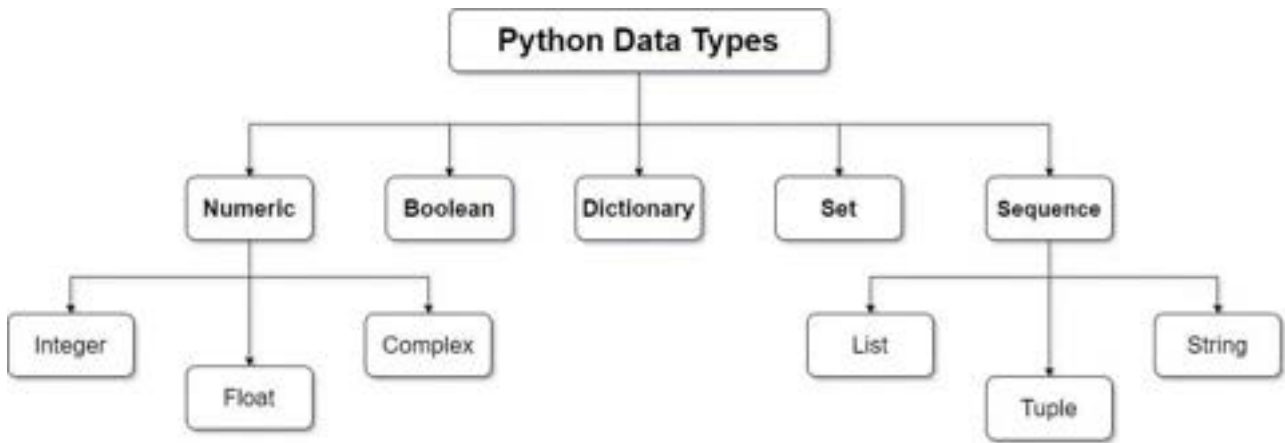 Python Data Types
Numeric
Boolean
Dictionary
Set
Sequence
Integer
Float
Complex
List
Tuple
String